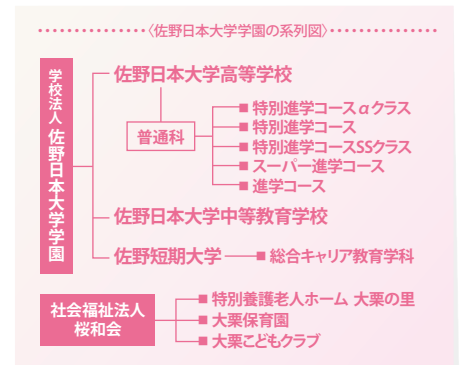 〈佐野日本大学学園の系列図〉
学校法人 佐野日本大学学園
佐野日本大学高等学校
普通科
■ 特別進学コースαクラス
■ 特別進学コース
■ 特別進学コースSSクラス
■ スーパー進学コース
■ 進学コース
佐野日本大学中等教育学校
佐野短期大学
■ 総合キャリア教育学科
社会福祉法人
桜和会
■ 特別養護老人ホーム 大栗の里
■ 大栗保育園
■ 大栗こどもクラブ